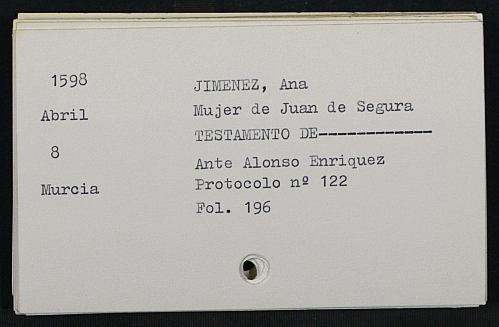 1598
Abril
8
Murcia
JIMENEZ, Ana
Mujer de Juan de Segura
TESTAMENTO DE------------
Ante Alonso Enriquez
Protocolo nº 122
Fol. 196